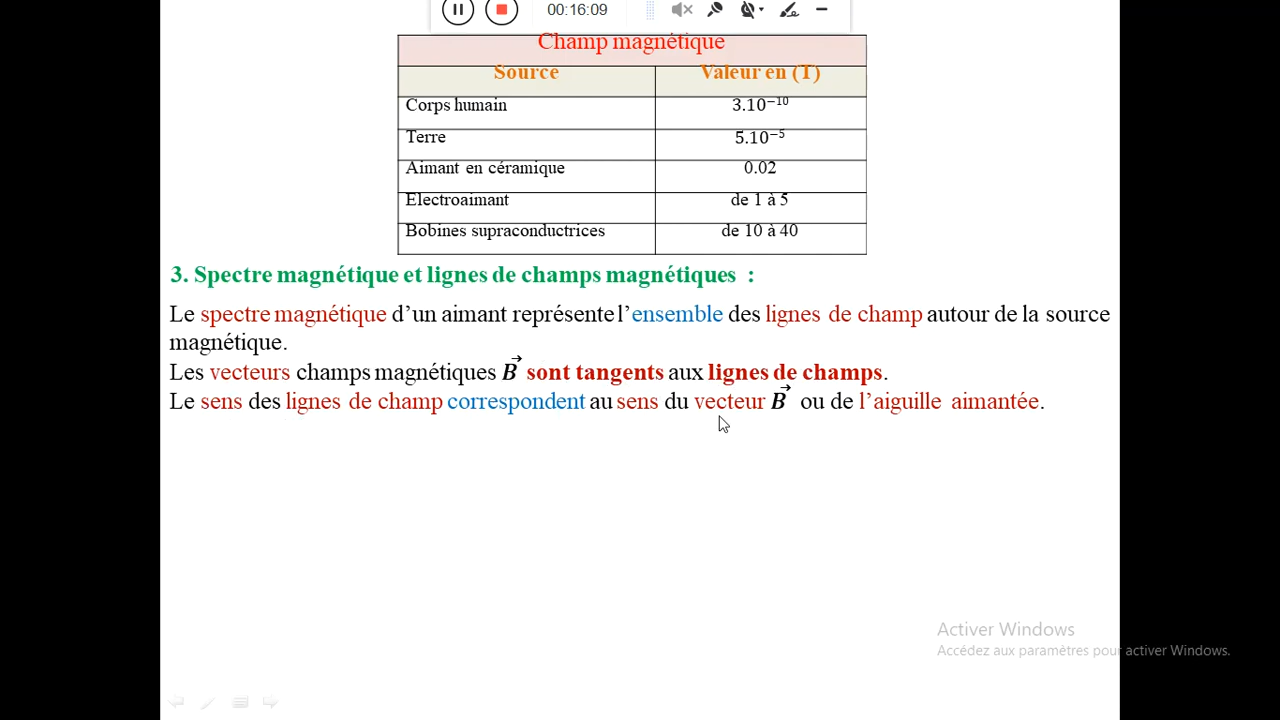 00:16:09
Champ magnétique
Source Valeur en (T)
Corps humain 3.10⁻¹⁰
Terre 5.10⁻⁵
Aimant en céramique 0.02
Electroaimant de 1 à 5
Bobines supraconductrices de 10 à 40
3. Spectre magnétique et lignes de champs magnétiques :
Le spectre magnétique d’un aimant représente l’ensemble des lignes de champ autour de la source
magnétique.
Les vecteurs champs magnétiques B⃗ sont tangents aux lignes de champs.
Le sens des lignes de champ correspondent au sens du vecteur B⃗ ou de l’aiguille aimantée.
Activer Windows
Accédez aux paramètres pour activer Windows.